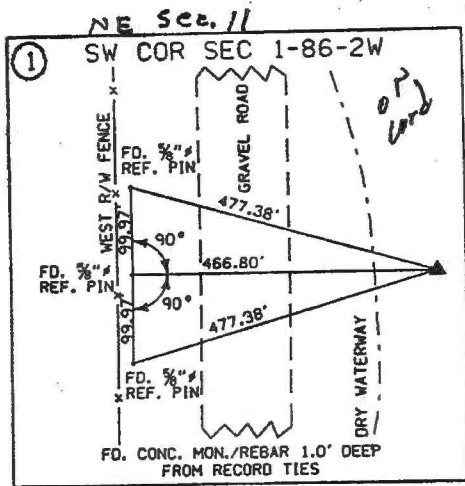 NE Sec. 11
① SW COR SEC 1-86-2W
WEST R/W FENCE
GRAVEL ROAD
FD. 5/8"ø
REF. PIN
477.38'
99.97'
90°
FD. 5/8"ø
REF. PIN
466.80'
90°
99.97'
477.38'
FD. 5/8"ø
REF. PIN
DRY WATERWAY
FD. CONC. MON./REBAR 1.0' DEEP
FROM RECORD TIES